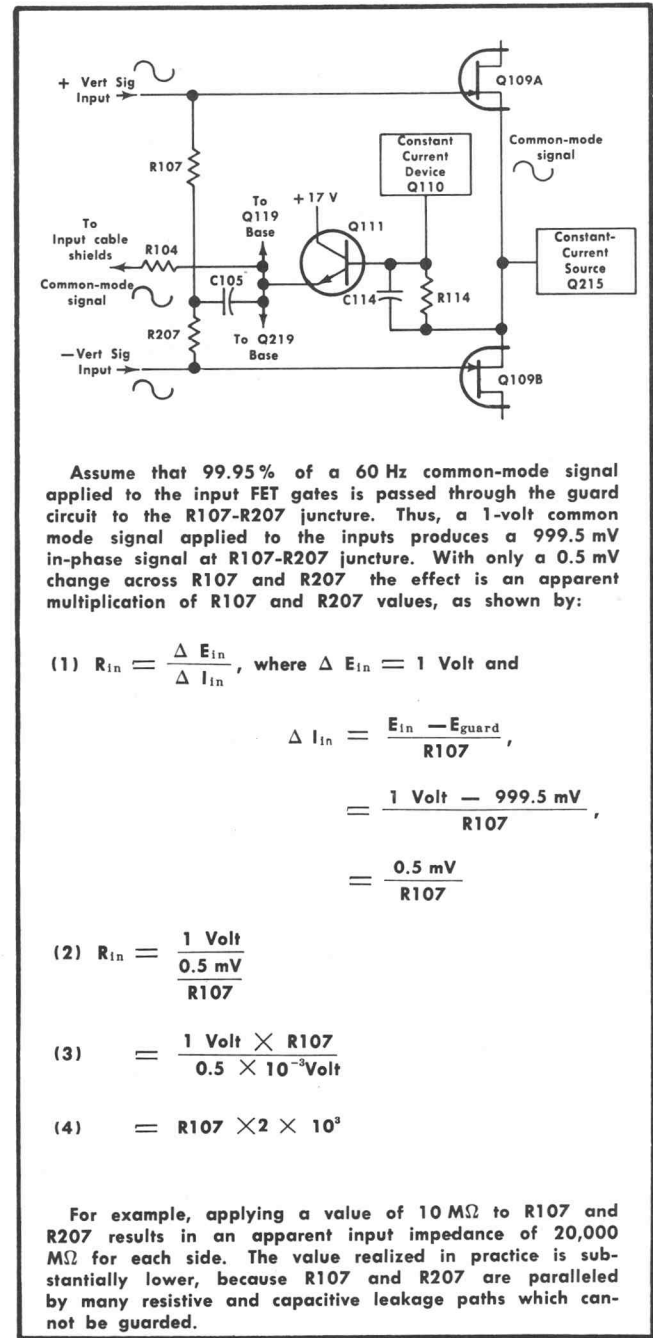 + Vert Sig
Input
Q109A
R107
Constant
Current
Device
Q110
Common-mode
signal
To
Q119
Base
+17 V
Q111
To
Input cable
shields
R104
Common-mode
signal
C105
C114
R114
Constant-
Current
Source
Q215
R207
To Q219
Base
—Vert Sig
Input
Q109B
Assume that 99.95% of a 60 Hz common-mode signal
applied to the input FET gates is passed through the guard
circuit to the R107-R207 juncture. Thus, a 1-volt common
mode signal applied to the inputs produces a 999.5 mV
in-phase signal at R107-R207 juncture. With only a 0.5 mV
change across R107 and R207 the effect is an apparent
multiplication of R107 and R207 values, as shown by:
(1) Rin = Δ Ein / Δ Iin, where Δ Ein = 1 Volt and
Δ Iin = Ein — Eguard / R107,
= 1 Volt — 999.5 mV / R107,
= 0.5 mV / R107
(2) Rin = 1 Volt / 0.5 mV / R107
(3) = 1 Volt × R107 / 0.5 × 10⁻³Volt
(4) = R107 ×2 × 10³
For example, applying a value of 10 MΩ to R107 and
R207 results in an apparent input impedance of 20,000
MΩ for each side. The value realized in practice is sub-
stantially lower, because R107 and R207 are paralleled
by many resistive and capacitive leakage paths which can-
not be guarded.